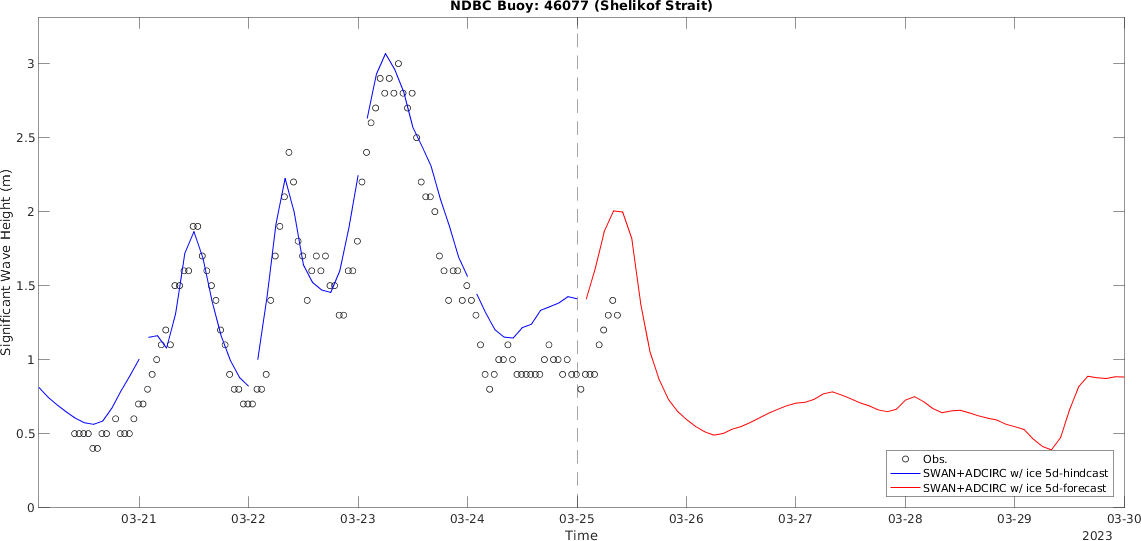 NDBC Buoy: 46077 (Shelikof Strait)
Significant Wave Height (m)
3
2.5
2
1.5
1
0.5
0
Obs.
SWAN+ADCIRC w/ ice 5d-hindcast
SWAN+ADCIRC w/ ice 5d-forecast
03-21 03-22 03-23 03-24 03-25 03-26 03-27 03-28 03-29 03-30
Time
2023